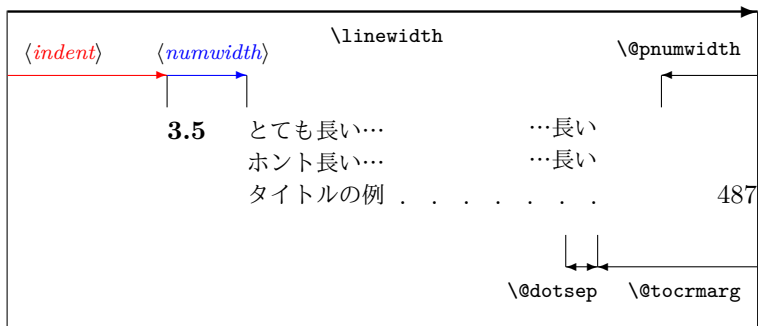 \linewidth
⟨indent⟩ ⟨numwidth⟩ \@pnumwidth
3.5 とても長い… …長い
ホント長い… …長い
タイトルの例 . . . . . . . 487
\@dotsep \@tocrmarg